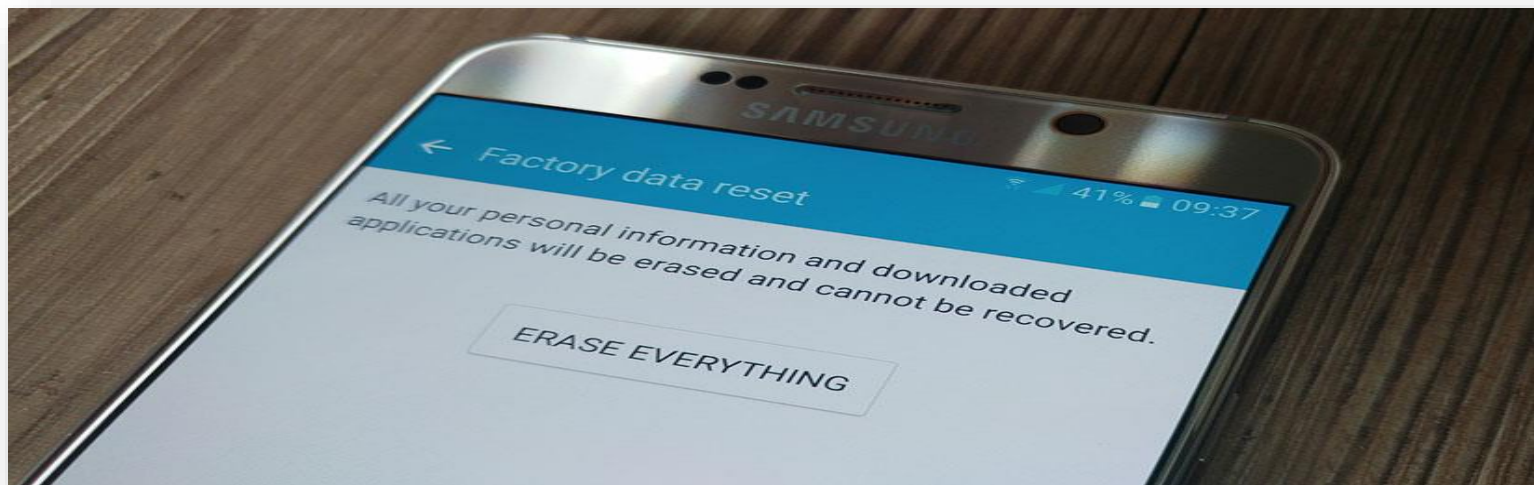 SAMSUNG
41% 09:37
← Factory data reset
All your personal information and downloaded
applications will be erased and cannot be recovered.
ERASE EVERYTHING